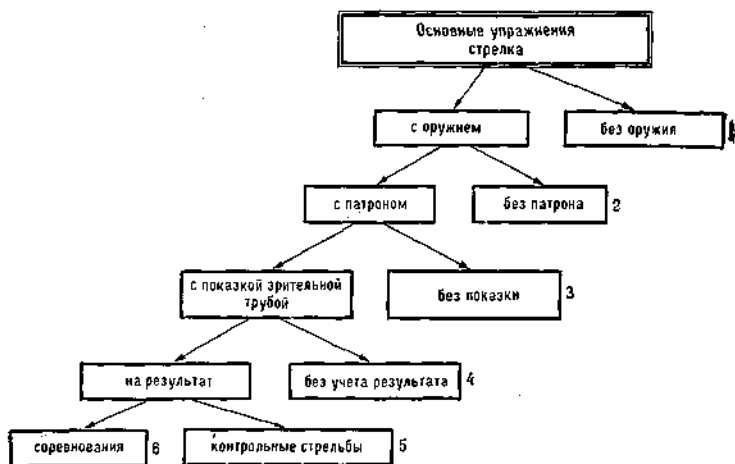 Основные упражнения
стрелка
с оружием
без оружия
с патроном
без патрона 2
с показкой зрительной
трубой
без показки 3
на результат
без учета результата 4
соревнования 6
контрольные стрельбы 5